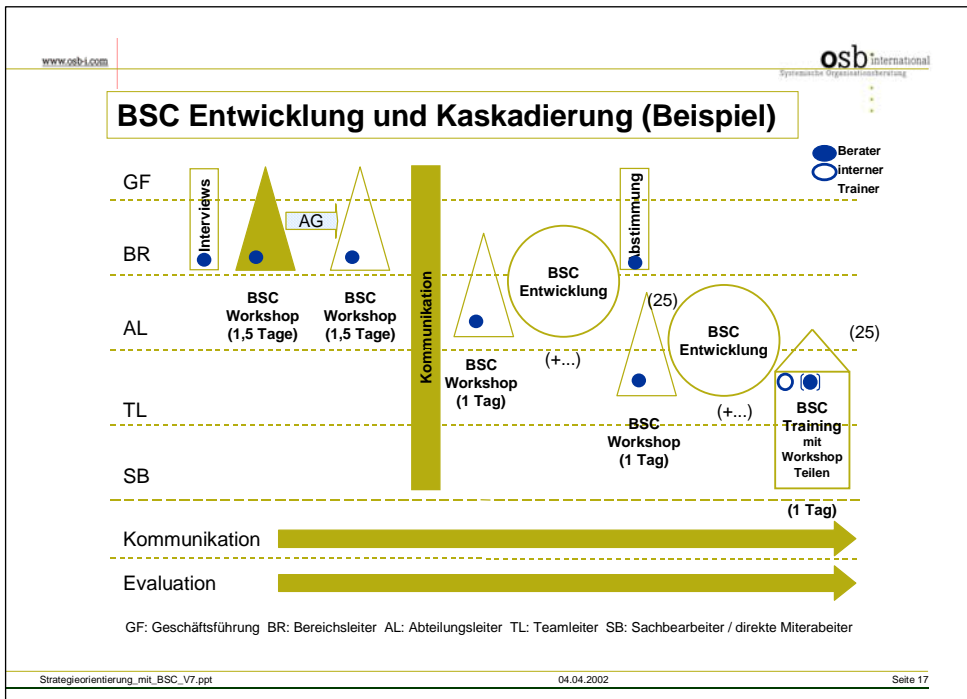 www.osb-i.com
osb international
Systemische Organisationsberatung
BSC Entwicklung und Kaskadierung (Beispiel)
Berater
interner
Trainer
GF
BR
AL
TL
SB
Interviews
AG
BSC
Workshop
(1,5 Tage)
BSC
Workshop
(1,5 Tage)
Kommunikation
BSC
Workshop
(1 Tag)
BSC
Entwicklung
(+...)
Abstimmung
(25)
BSC
Workshop
(1 Tag)
BSC
Entwicklung
(+...)
(25)
BSC
Training
mit
Workshop
Teilen
(1 Tag)
Kommunikation
Evaluation
GF: Geschäftsführung BR: Bereichsleiter AL: Abteilungsleiter TL: Teamleiter SB: Sachbearbeiter / direkte Miterabeiter
Strategieorientierung_mit_BSC_V7.ppt
04.04.2002
Seite 17